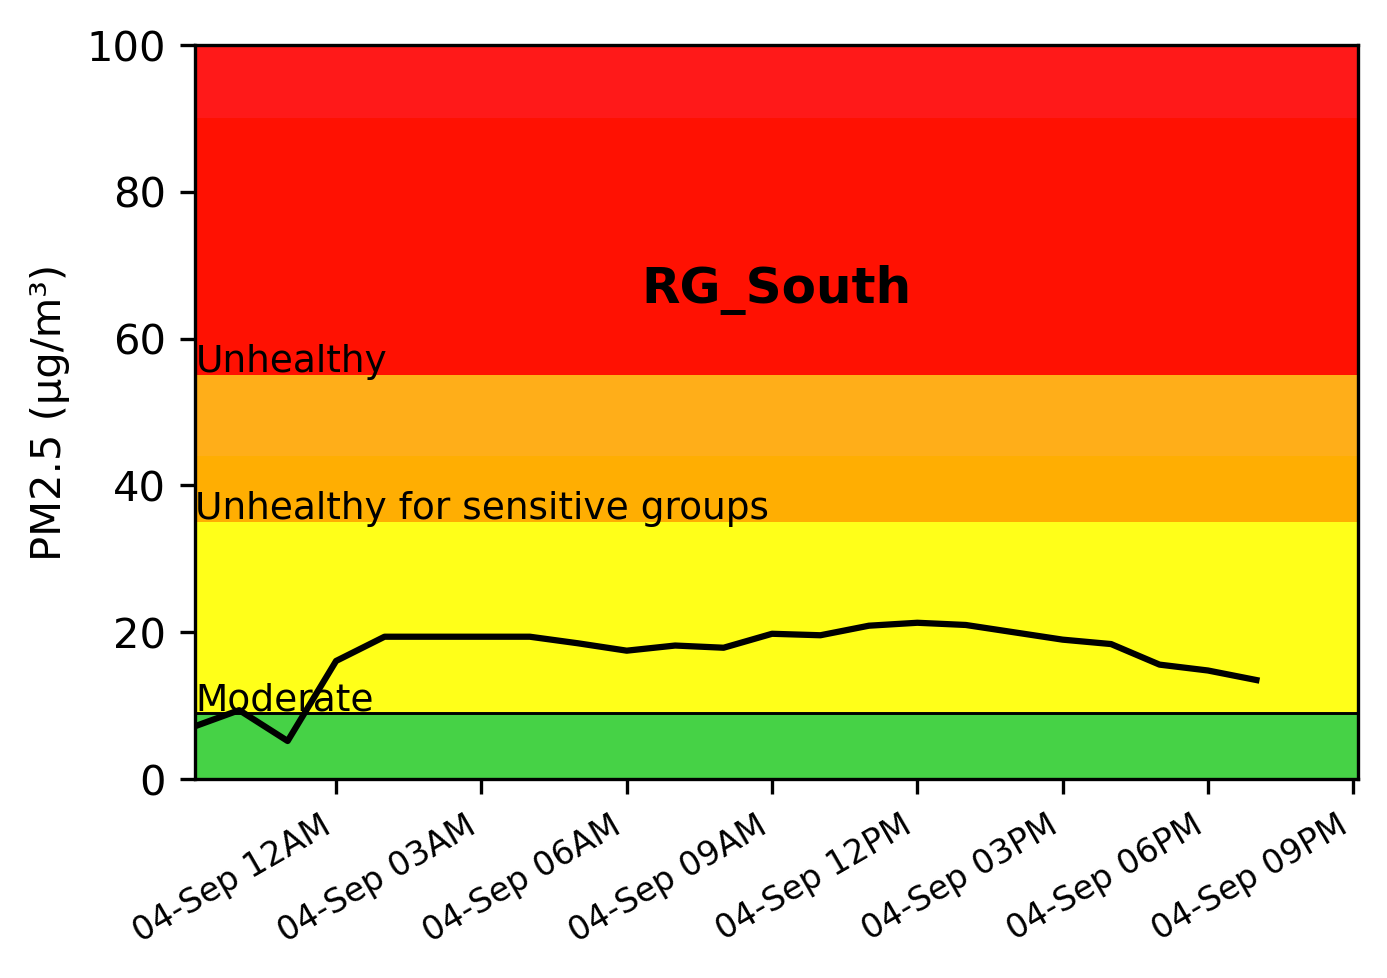 100
80
60
40
20
0
PM2.5 (µg/m³)
RG_South
Unhealthy
Unhealthy for sensitive groups
Moderate
04-Sep 12AM
04-Sep 03AM
04-Sep 06AM
04-Sep 09AM
04-Sep 12PM
04-Sep 03PM
04-Sep 06PM
04-Sep 09PM